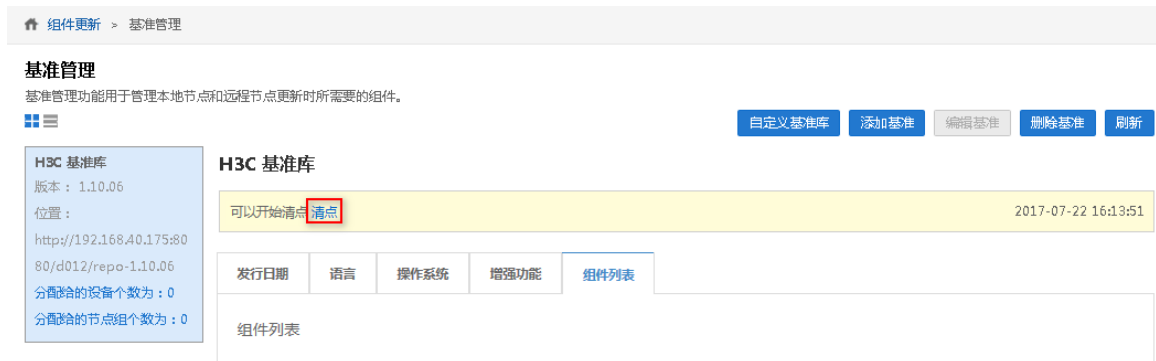 组件更新 > 基准管理
基准管理
基准管理功能用于管理本地节点和远程节点更新时所需要的组件。
自定义基准库 添加基准 编辑基准 删除基准 刷新
H3C 基准库
版本： 1.10.06
位置：
http://192.168.40.175:80
80/d012/repo-1.10.06
分配给的设备个数为：0
分配给的节点组个数为：0
H3C 基准库
可以开始清点 清点 2017-07-22 16:13:51
发行日期 语言 操作系统 增强功能 组件列表
组件列表